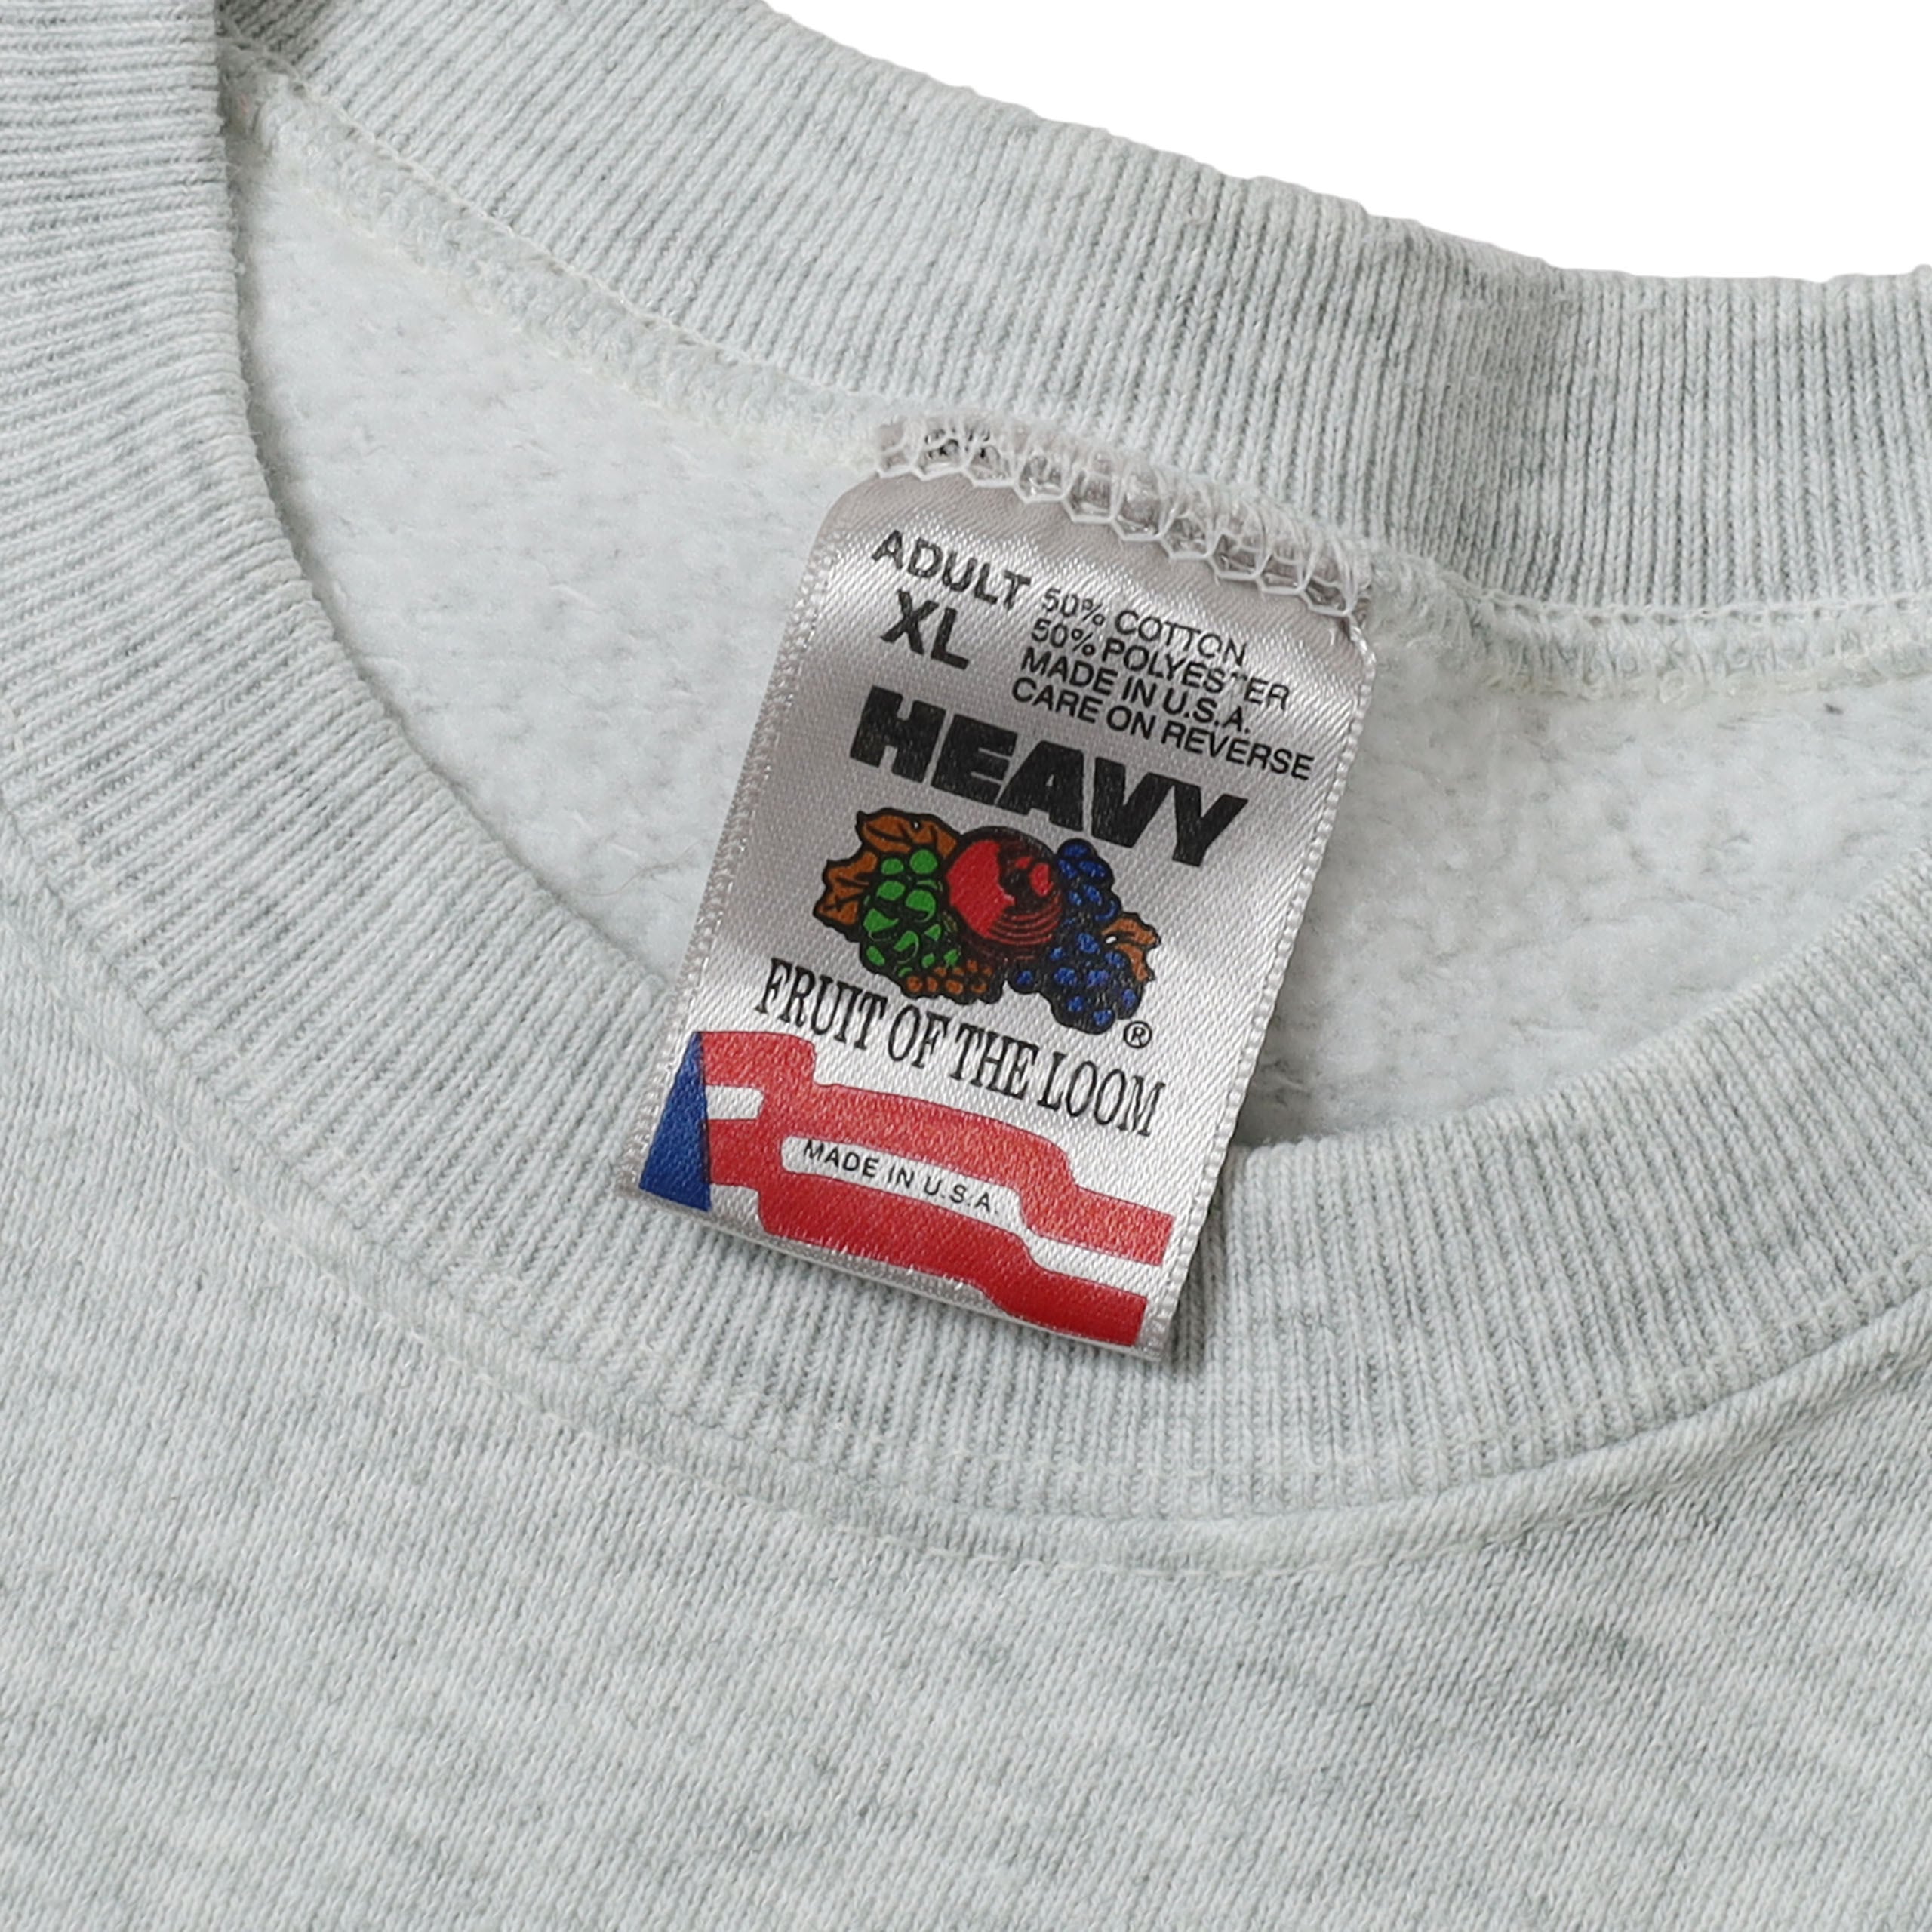 ADULT
XL
50% COTTON
50% POLYESTER
MADE IN U.S.A.
CARE ON REVERSE
HEAVY
®
FRUIT OF THE LOOM
MADE IN U.S.A.